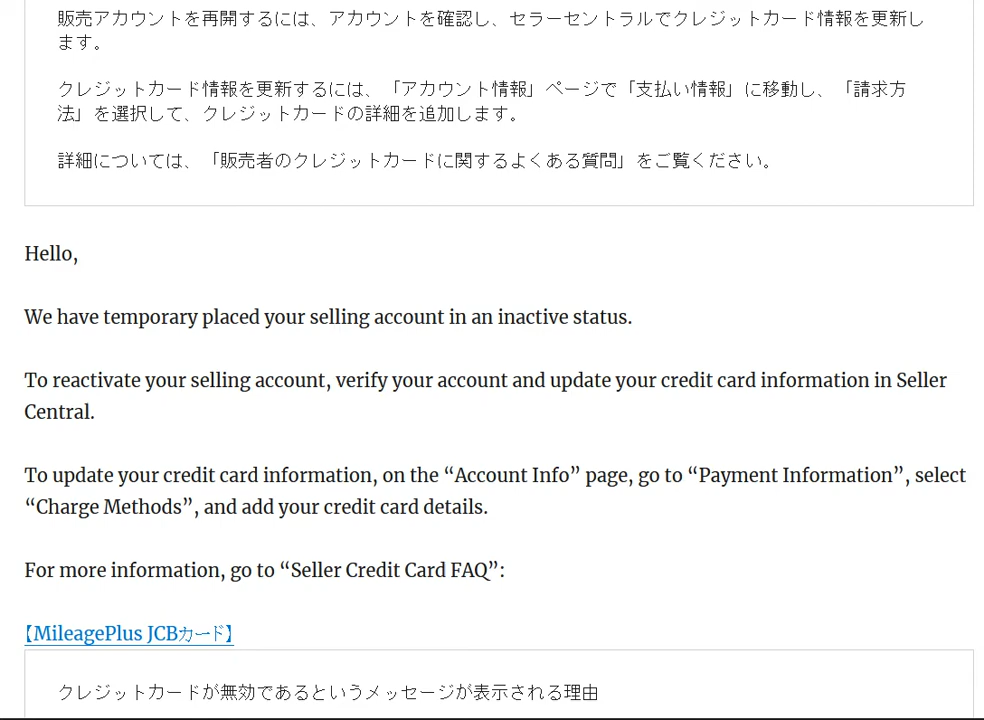 販売アカウントを再開するには、アカウントを確認し、セラーセントラルでクレジットカード情報を更新し
ます。
クレジットカード情報を更新するには、「アカウント情報」ページで「支払い情報」に移動し、「請求方
法」を選択して、クレジットカードの詳細を追加します。
詳細については、「販売者のクレジットカードに関するよくある質問」をご覧ください。
Hello,
We have temporary placed your selling account in an inactive status.
To reactivate your selling account, verify your account and update your credit card information in Seller
Central.
To update your credit card information, on the “Account Info” page, go to “Payment Information”, select
“Charge Methods”, and add your credit card details.
For more information, go to “Seller Credit Card FAQ”:
【MileagePlus JCBカード】
クレジットカードが無効であるというメッセージが表示される理由